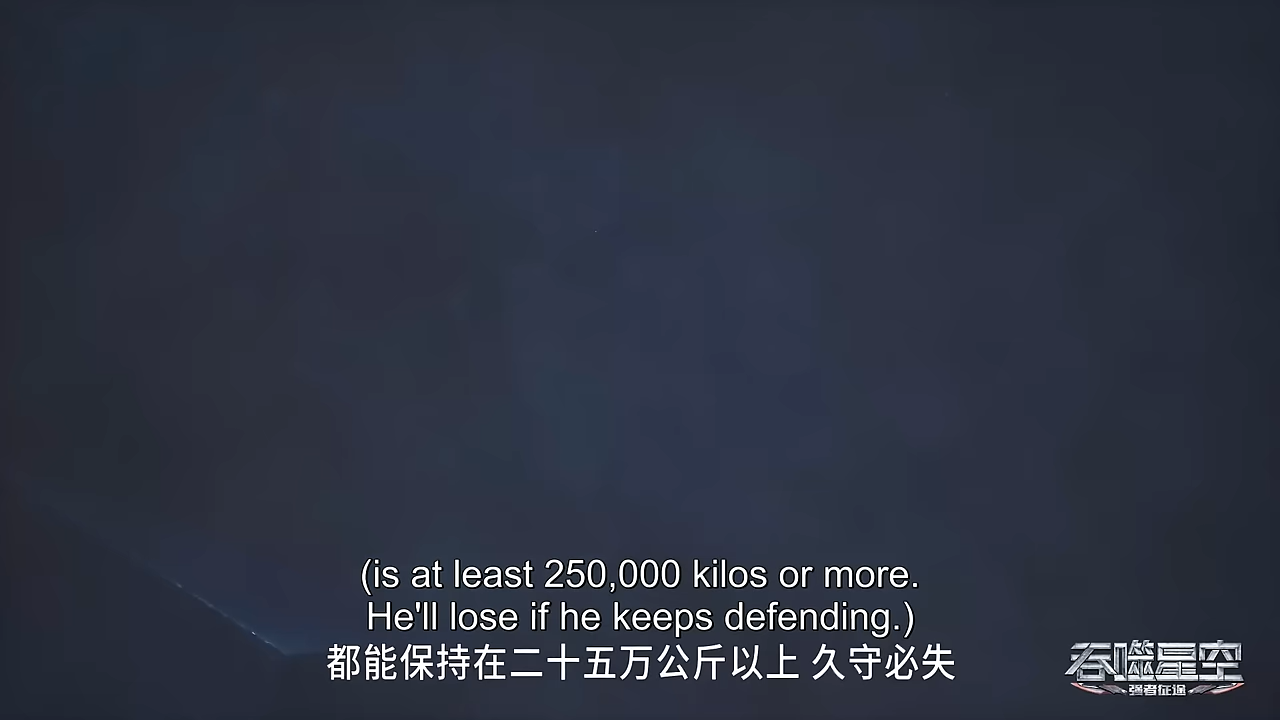 (is at least 250,000 kilos or more.
He'll lose if he keeps defending.)
都能保持在二十五万公斤以上 久守必失
吞噬星空
强者征途